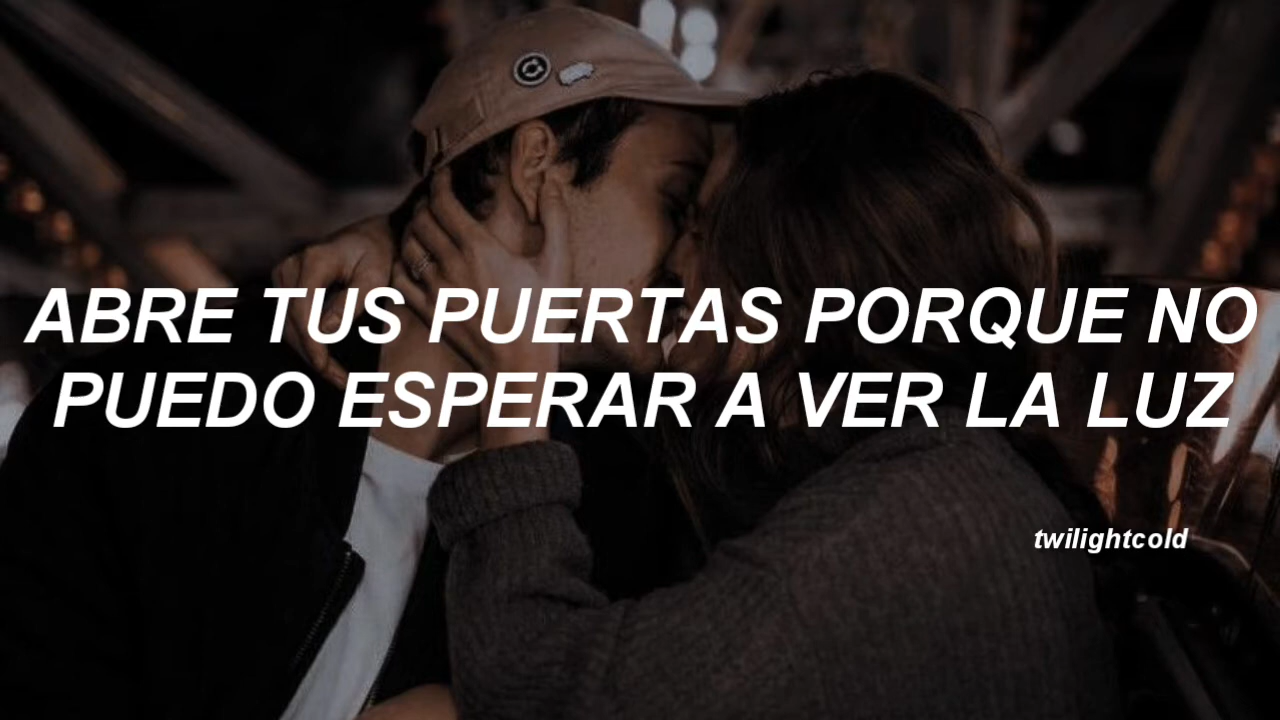 ABRE TUS PUERTAS PORQUE NO
PUEDO ESPERAR A VER LA LUZ
twilightcold